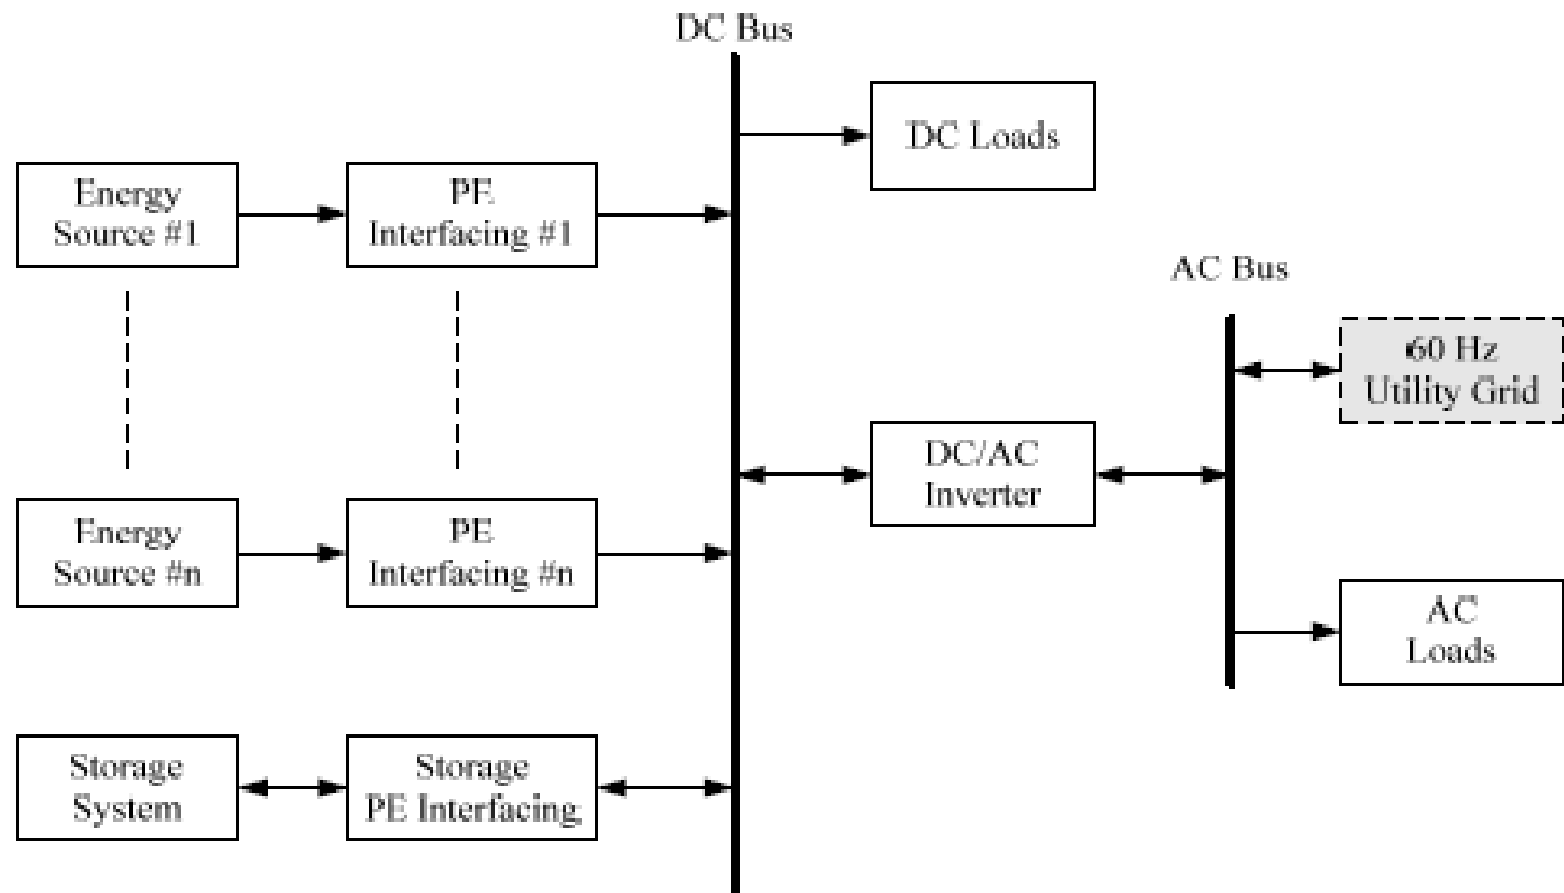 DC Bus
DC Loads
Energy
Source #1
PE
Interfacing #1
AC Bus
60 Hz
Utility Grid
DC/AC
Inverter
Energy
Source #n
PE
Interfacing #n
AC
Loads
Storage
System
Storage
PE Interfacing